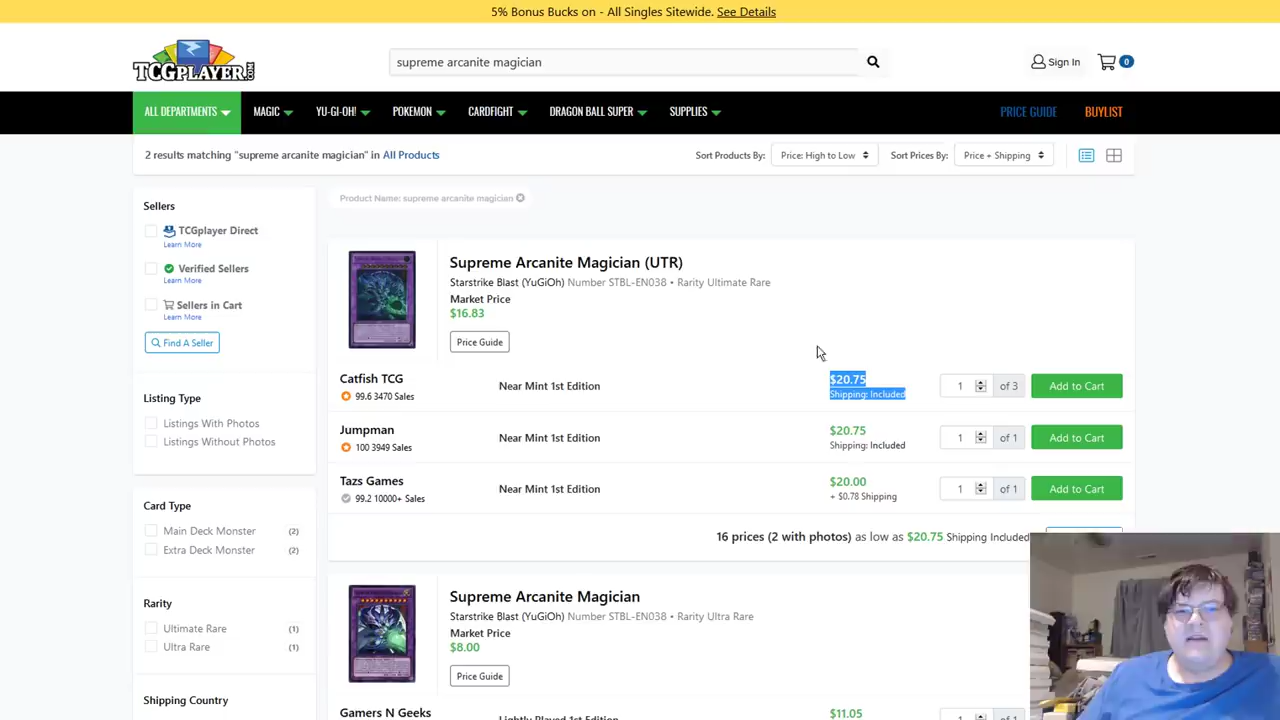 5% Bonus Bucks on - All Singles Sitewide. See Details
TCGPLAYER.COM
supreme arcanite magician
Sign In
0
ALL DEPARTMENTS
MAGIC
YU-GI-OH!
POKEMON
CARDFIGHT
DRAGON BALL SUPER
SUPPLIES
PRICE GUIDE
BUYLIST
2 results matching "supreme arcanite magician" in All Products
Sort Products By:
Price: High to Low
Sort Prices By:
Price + Shipping
Product Name: supreme arcanite magician
Sellers
TCGplayer Direct
Learn More
Verified Sellers
Learn More
Sellers in Cart
Learn More
Find A Seller
Listing Type
Listings With Photos
Listings Without Photos
Card Type
Main Deck Monster (2)
Extra Deck Monster (2)
Rarity
Ultimate Rare (1)
Ultra Rare (1)
Shipping Country
Supreme Arcanite Magician (UTR)
Starstrike Blast (YuGiOh) Number STBL-EN038 • Rarity Ultimate Rare
Market Price
$16.83
Price Guide
Catfish TCG
99.6 3470 Sales
Near Mint 1st Edition
$20.75
Shipping: Included
1 of 3
Add to Cart
Jumpman
100 3949 Sales
Near Mint 1st Edition
$20.75
Shipping: Included
1 of 1
Add to Cart
Tazs Games
99.2 10000+ Sales
Near Mint 1st Edition
$20.00
+ $0.78 Shipping
1 of 1
Add to Cart
16 prices (2 with photos) as low as $20.75 Shipping Included
Supreme Arcanite Magician
Starstrike Blast (YuGiOh) Number STBL-EN038 • Rarity Ultra Rare
Market Price
$8.00
Price Guide
Gamers N Geeks
Lightly Played 1st Edition
$11.05